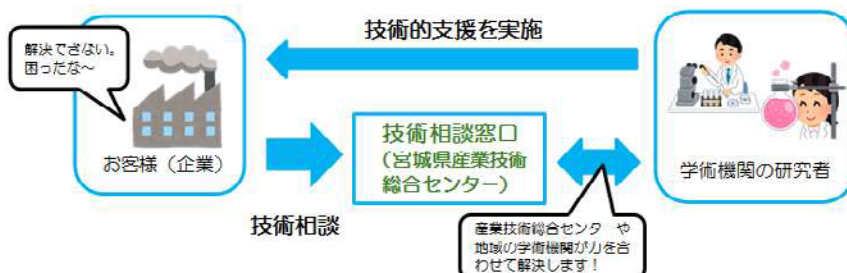 技術的支援を実施
解決できない。
困ったな～
お客様（企業）
技術相談
技術相談窓口
（宮城県産業技術
総合センター）
学術機関の研究者
産業技術総合センタ　や
地域の学術機関が力を合
わせて解決します！